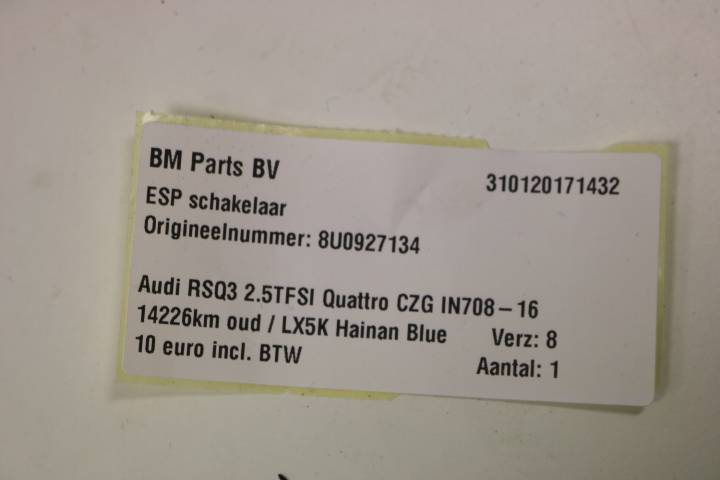 BM Parts BV
310120171432
ESP schakelaar
Origineelnummer: 8U0927134
Audi RSQ3 2.5TFSI Quattro CZG IN708-16
14226km oud / LX5K Hainan Blue Verz: 8
10 euro incl. BTW Aantal: 1